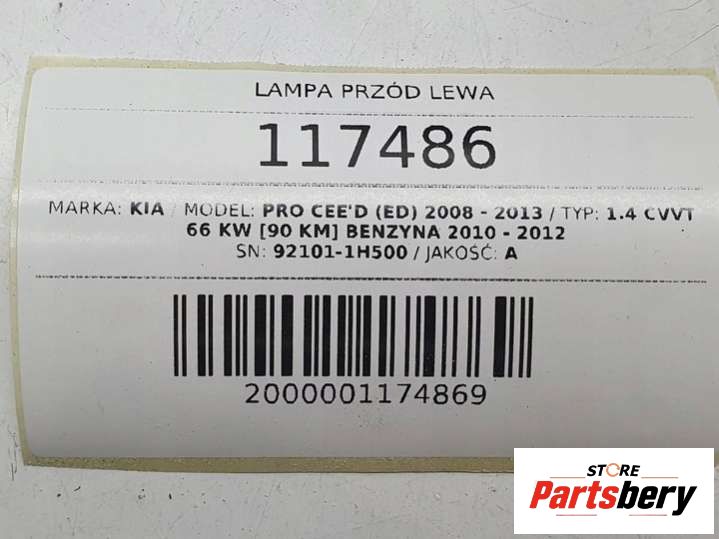 LAMPA PRZÓD LEWA
117486
MARKA: KIA / MODEL: PRO CEE'D (ED) 2008 - 2013 / TYP: 1.4 CVVT
66 KW [90 KM] BENZYNA 2010 - 2012
SN: 92101-1H500 / JAKOŚĆ: A
2000001174869
STORE
Partsbery